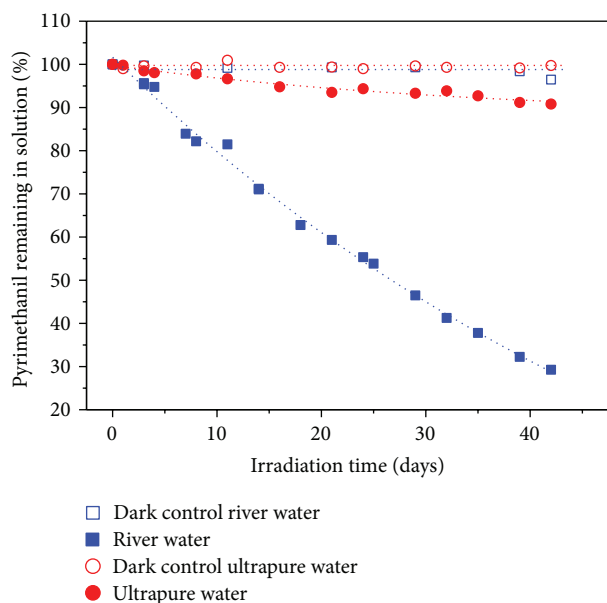 Pyrimethanil remaining in solution (%)
110
100
90
80
70
60
50
40
30
20
0
10
20
30
40
Irradiation time (days)
Dark control river water
River water
Dark control ultrapure water
Ultrapure water